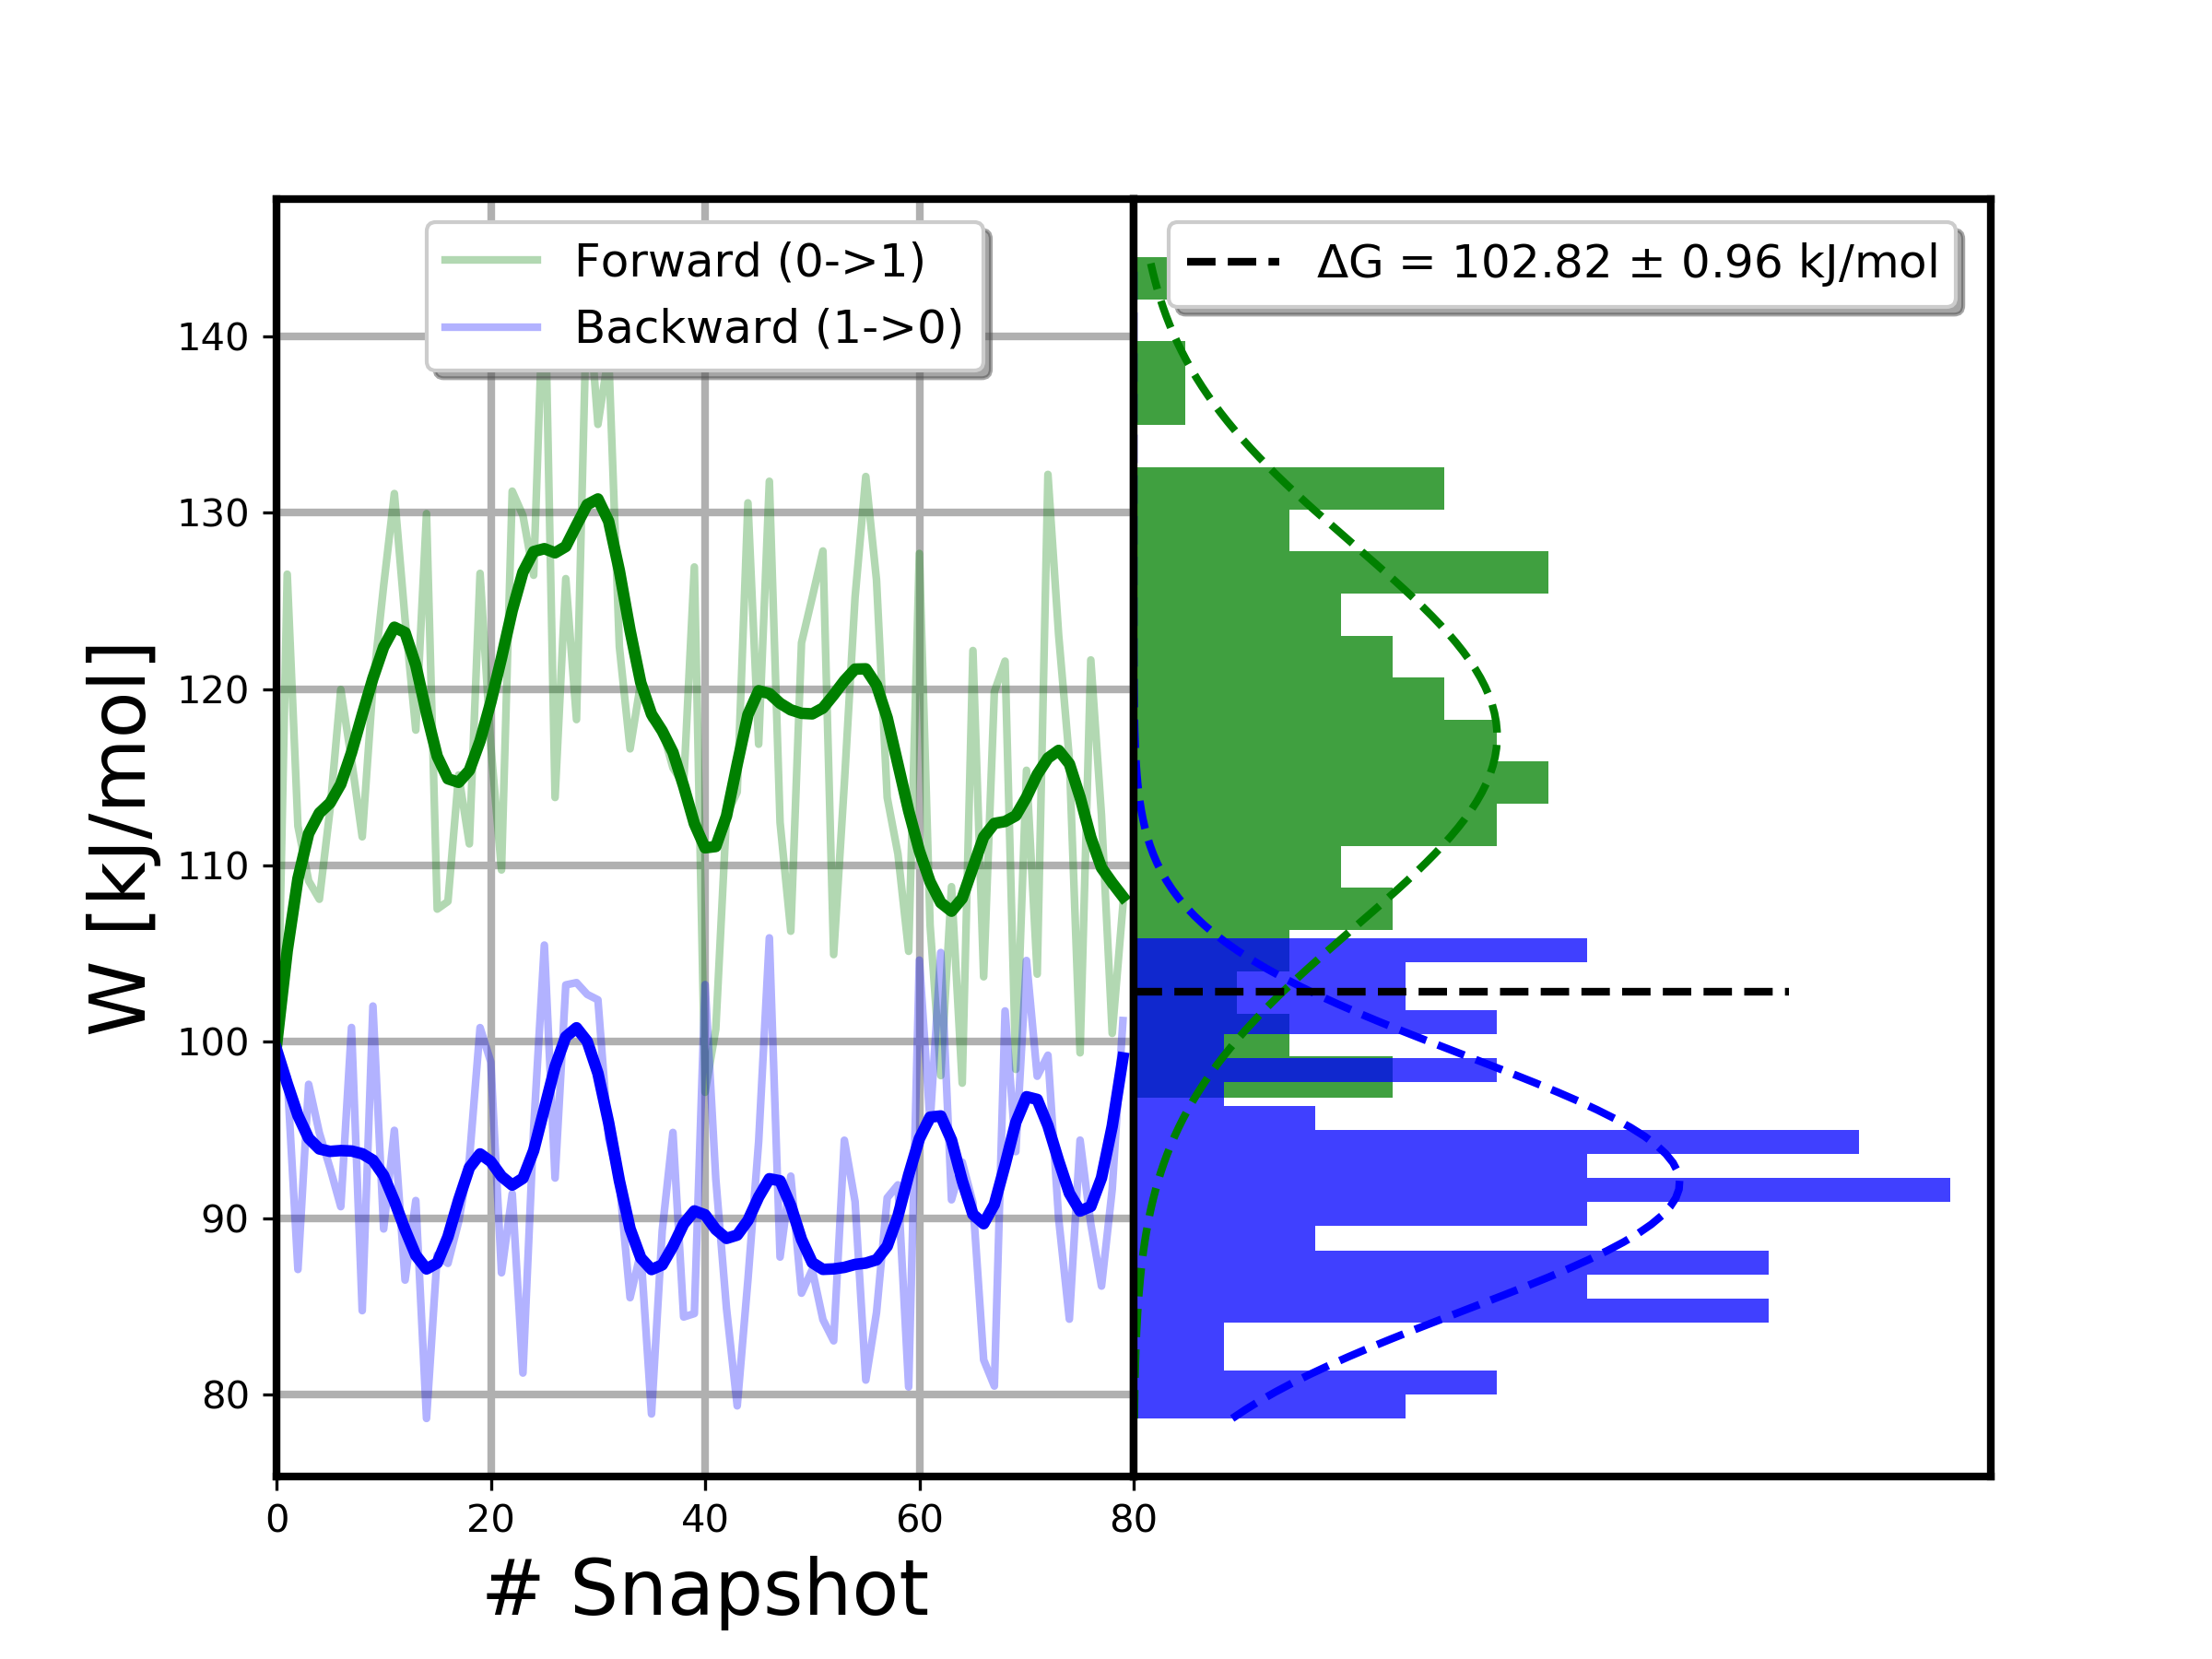 Forward (0->1)
Backward (1->0)
ΔG = 102.82 ± 0.96 kJ/mol
W [kJ/mol]
140
130
120
110
100
90
80
0 20 40 60 80
# Snapshot